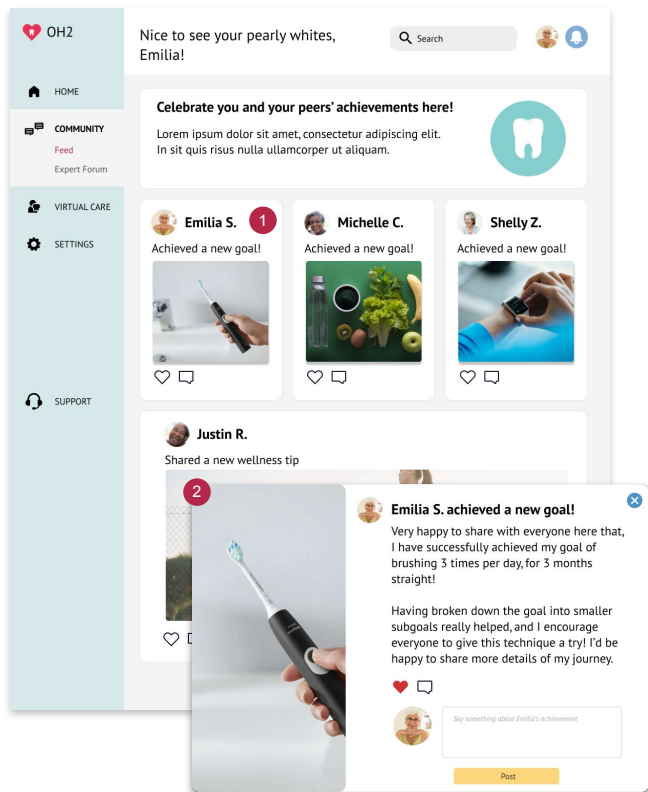 OH2
Nice to see your pearly whites,
Emilia!
Search
HOME
COMMUNITY
Feed
Expert Forum
VIRTUAL CARE
SETTINGS
SUPPORT
Celebrate you and your peers’ achievements here!
Lorem ipsum dolor sit amet, consectetur adipiscing elit.
In sit quis risus nulla ullamcorper ut aliquam.
Emilia S.
1
Achieved a new goal!
Michelle C.
Achieved a new goal!
Shelly Z.
Achieved a new goal!
Justin R.
Shared a new wellness tip
2
Emilia S. achieved a new goal!
Very happy to share with everyone here that,
I have successfully achieved my goal of
brushing 3 times per day, for 3 months
straight!
Having broken down the goal into smaller
subgoals really helped, and I encourage
everyone to give this technique a try! I’d be
happy to share more details of my journey.
Say something about Emilia's achievement
Post